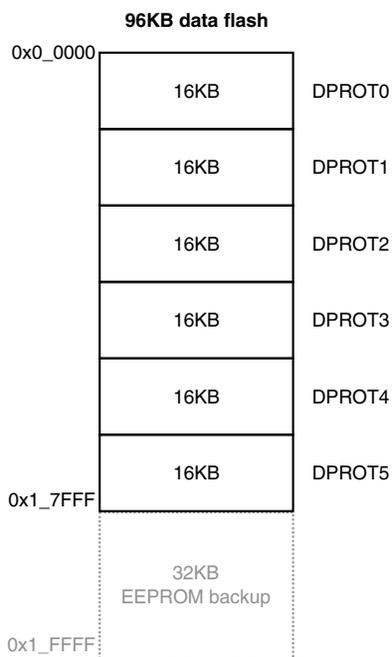 96KB data flash
0x0_0000
16KB DPROT0
16KB DPROT1
16KB DPROT2
16KB DPROT3
16KB DPROT4
16KB DPROT5
0x1_7FFF
32KB
EEPROM backup
0x1_FFFF